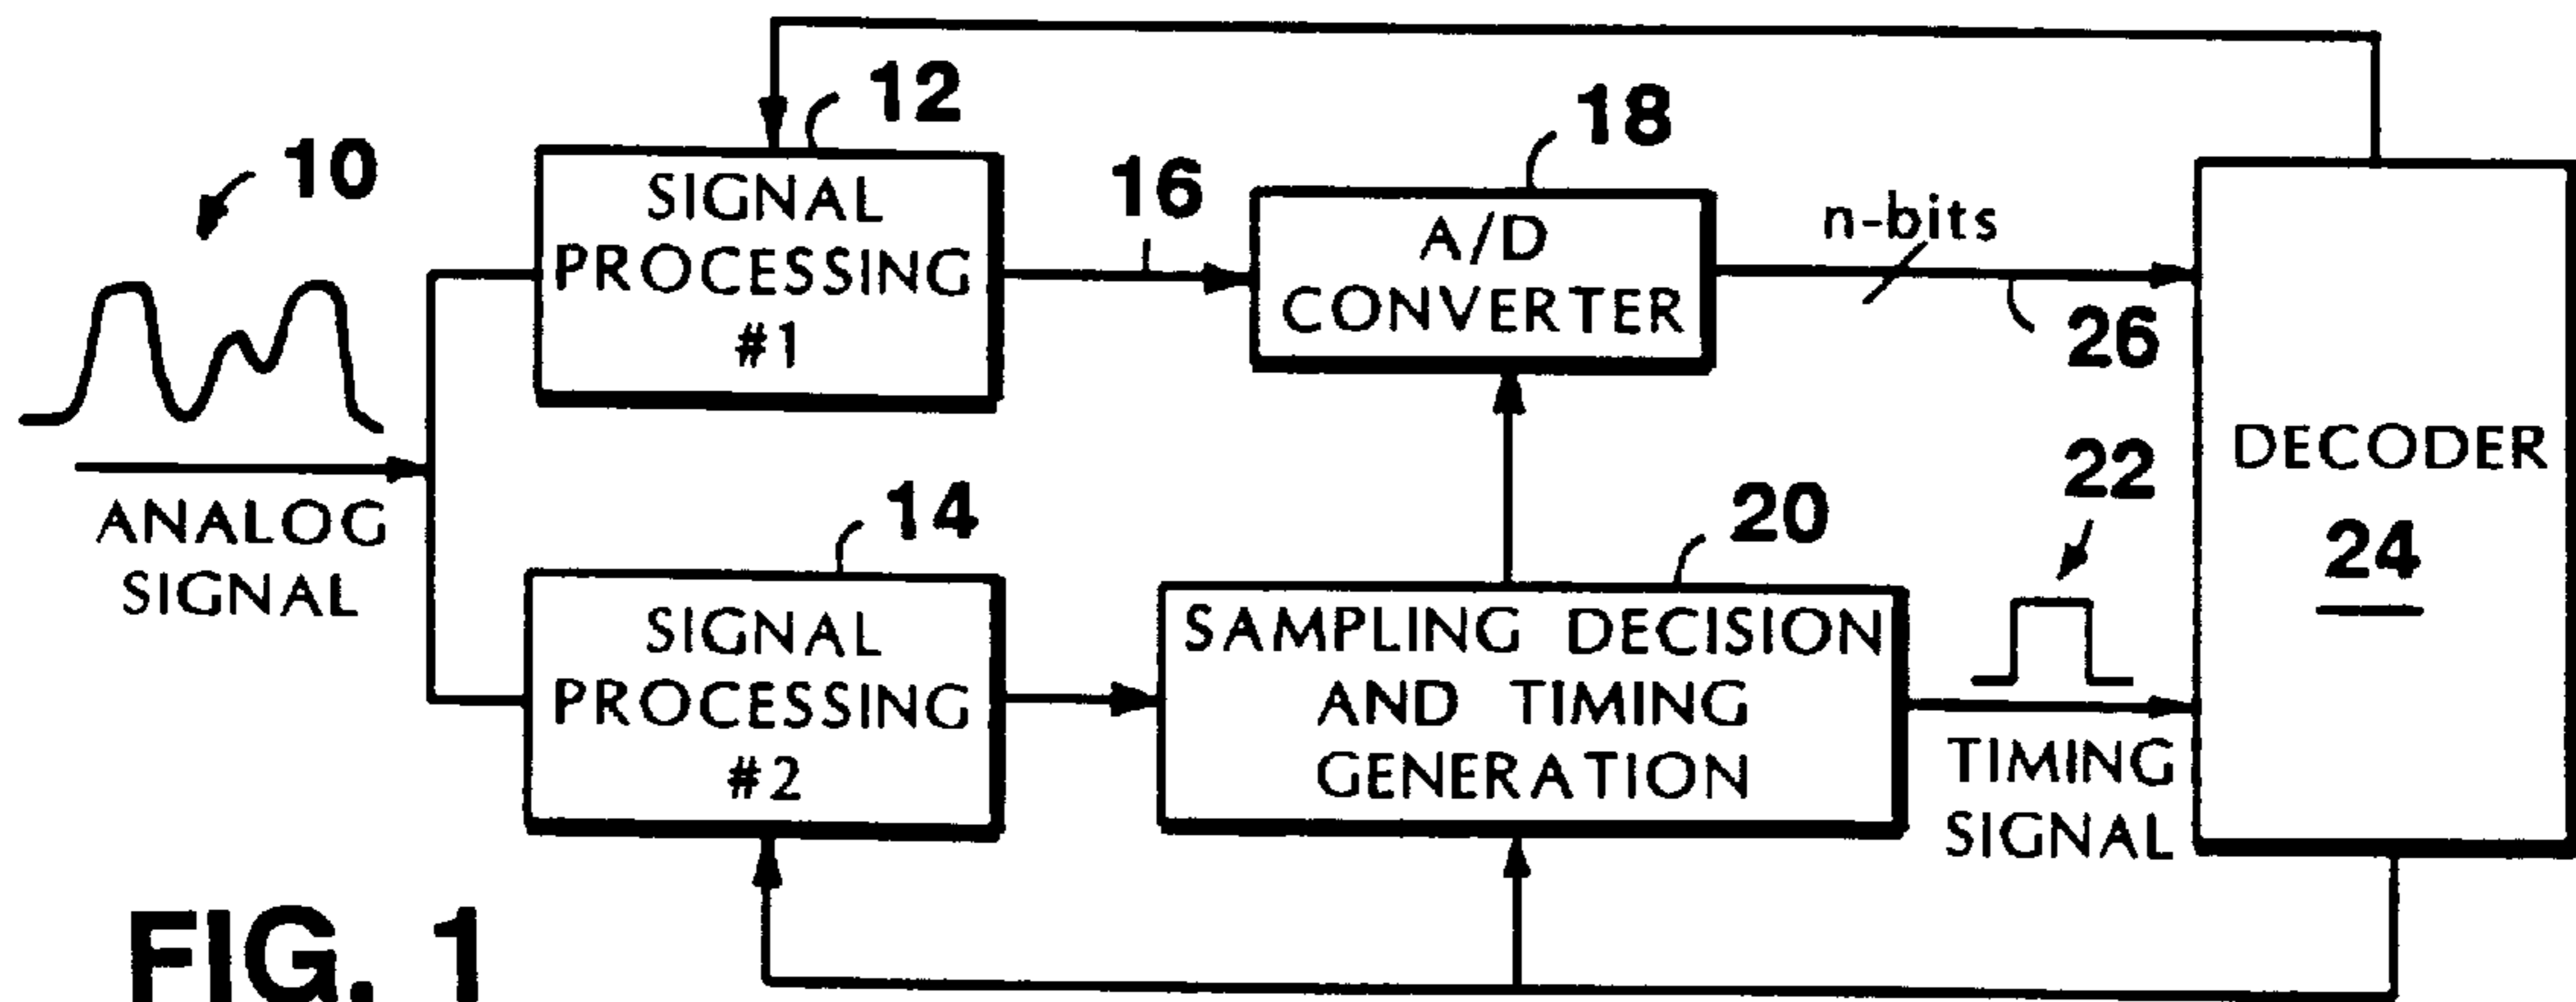 10
ANALOG
SIGNAL
12
SIGNAL
PROCESSING
#1
16
18
A/D
CONVERTER
n-bits
26
14
SIGNAL
PROCESSING
#2
20
SAMPLING DECISION
AND TIMING
GENERATION
22
TIMING
SIGNAL
DECODER
24
FIG. 1